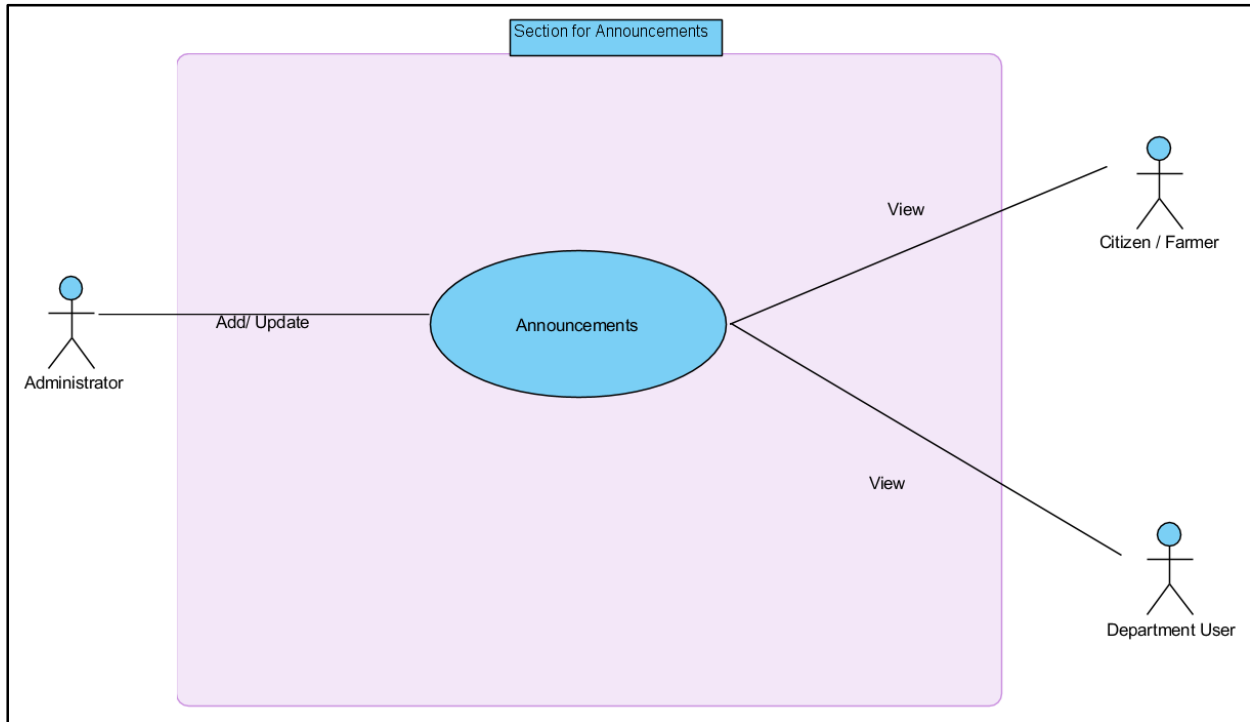 Section for Announcements
View
Citizen / Farmer
Add/ Update
Announcements
Administrator
View
Department User